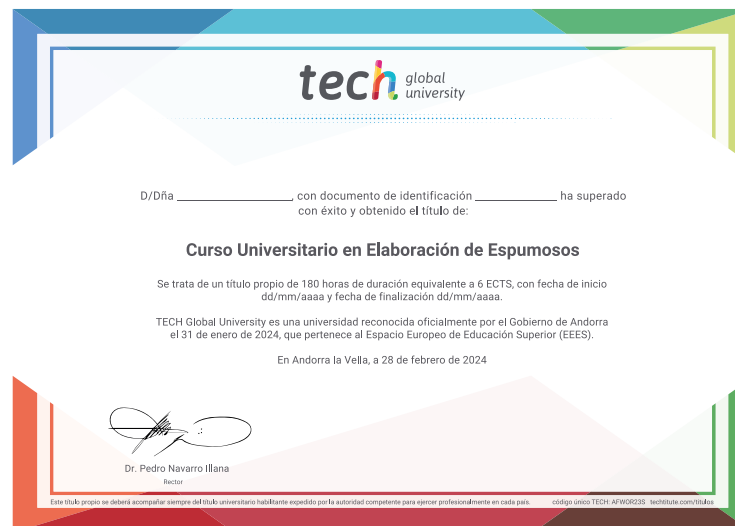 tech global university
D/Dña ____________________, con documento de identificación ______________ ha superado
con éxito y obtenido el título de:
Curso Universitario en Elaboración de Espumosos
Se trata de un título propio de 180 horas de duración equivalente a 6 ECTS, con fecha de inicio
dd/mm/aaaa y fecha de finalización dd/mm/aaaa.
TECH Global University es una universidad reconocida oficialmente por el Gobierno de Andorra
el 31 de enero de 2024, que pertenece al Espacio Europeo de Educación Superior (EEES).
En Andorra la Vella, a 28 de febrero de 2024
Dr. Pedro Navarro Illana
Rector
Este título propio se deberá acompañar siempre del título universitario habilitante expedido por la autoridad competente para ejercer profesionalmente en cada país. código único TECH: AFWOR23S techtitute.com/titulos